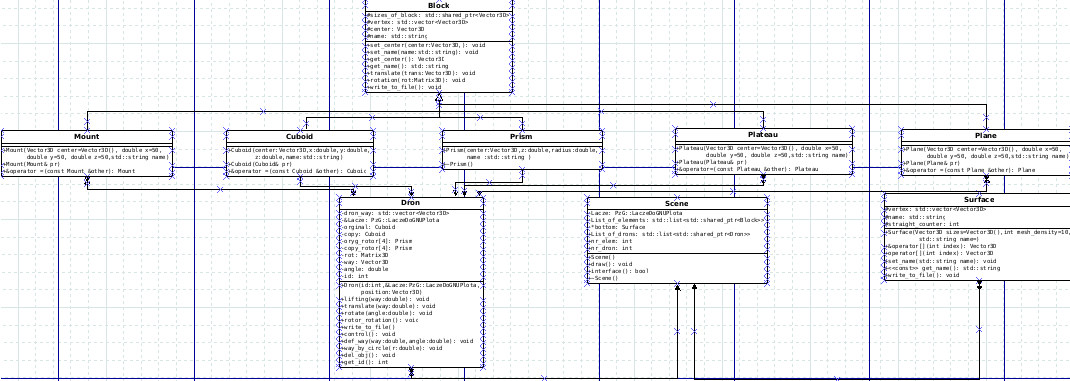 Block
#sizes_of_block: std::shared_ptr<Vector3D>
#vertex: std::vector<Vector3D>
#center: Vector3D
#name: std::string
+set_center(center:Vector3D,): void
+set_name(name:std::string): void
+get_center(): Vector3D
+get_name(): std::string
+translate(trans:Vector3D): void
+rotation(rot:Matrix3D): void
+write_to_file(): void
Mount
+Mount(Vector3D center=Vector3D(), double x=50,
double y=50, double z=50,std::string name)
+Mount(Mount& pr)
+&operator =(const Mount &other): Mount
Cuboid
+Cuboid(center:Vector3D,x:double,y:double,
z:double,name:std::string)
Cuboid(Cuboid& pr)
+&operator =(const Cuboid &other): Cuboid
Prism
+Prism(center:Vector3D,z:double,radius:double,
name :std::string )
~Prism()
Plateau
+Plateau(Vector3D center=Vector3D(), double x=50,
double y=50, double z=50,std::string name)
+Plateau(Plateau& pr)
+&operator=(const Plateau &other): Plateau
Plane
+Plane(Vector3D center=Vector3D(), double x=50,
double y=50, double z=50,std::string name)
+Plane(Plane& pr)
+&operator =(const Plane &other): Plane
Dron
-dron_way: std::vector<Vector3D>
-&Lacze: PzG::LaczeDoGNUPlota
-orginal: Cuboid
-copy: Cuboid
-oryg_rotor[4]: Prism
-copy_rotor[4]: Prism
-rot: Matrix3D
-way: Vector3D
-angle: double
-id: int
+Dron(id:int,&Lacze:PzG::LaczeDoGNUPlota,
position:Vector3D)
+lifting(way:double): void
+translate(way:double): void
+rotate(angle:double): void
+rotor_rotation(): void
+write_to_file()
+control(): void
+def_way(way:double,angle:double): void
+way_by_circle(r:double): void
+del_obj(): void
+get_id(): int
Scene
-Lacze: PzG::LaczeDoGNUPlota
-List_of_elements: std::list<std::shared_ptr<Block>>
-*bottom: Surface
-List_of_drons: std::list<std::shared_ptr<Dron>>
-nr_elem: int
-nr_dron: int
+Scene()
+draw(): void
+interface(): bool
+~Scene()
Surface
#vertex: std::vector<Vector3D>
#name: std::string
#straight_counter: int
+Surface(Vector3D sizes=Vector3D(),int mesh_density=10,
std::string name=)
+&operator[](int index): Vector3D
+operator[](int index): Vector3D
+set_name(std::string name): void
+<<const>> get_name(): std::string
+write_to_file(): void